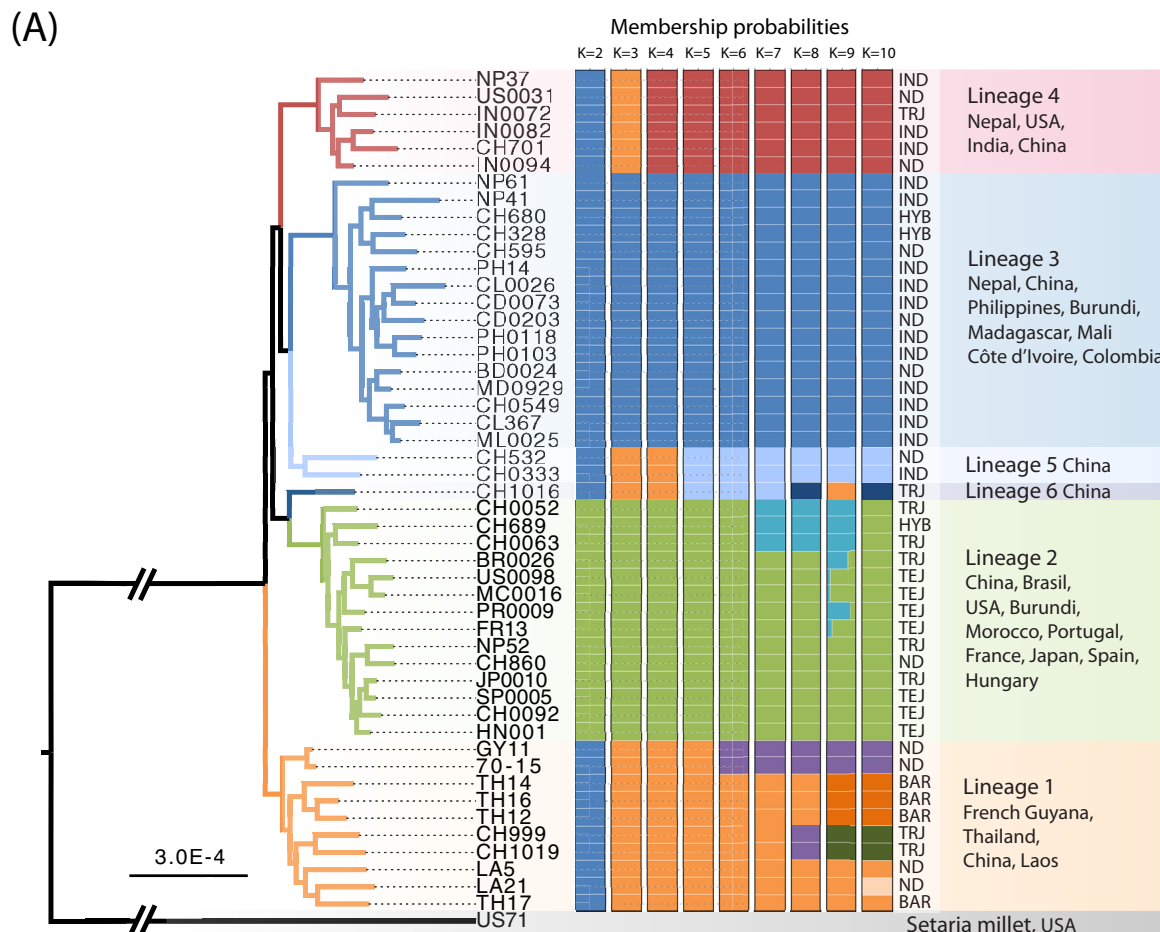 (A)
Membership probabilities
K=2 K=3 K=4 K=5 K=6 K=7 K=8 K=9 K=10
NP37 IND
US0031 ND
IN0072 TRJ
IN0082 IND
CH701 IND
IN0094 ND
Lineage 4
Nepal, USA,
India, China
NP61 IND
NP41 IND
CH680 HYB
CH328 HYB
CH595 ND
PH14 IND
CL0026 IND
CD0073 IND
CD0203 ND
PH0118 IND
PH0103 IND
BD0024 ND
MD0929 IND
CH0549 IND
CL367 IND
ML0025 IND
Lineage 3
Nepal, China,
Philippines, Burundi,
Madagascar, Mali
Côte d'Ivoire, Colombia
CH532 ND
CH0333 IND
Lineage 5 China
CH1016 TRJ
Lineage 6 China
CH0052 TRJ
CH689 HYB
CH0063 TRJ
BR0026 TRJ
US0098 TEJ
MC0016 TEJ
PR0009 TEJ
FR13 TEJ
NP52 TRJ
CH860 ND
JP0010 TRJ
SP0005 TEJ
CH0092 TEJ
HN001 TEJ
Lineage 2
China, Brasil,
USA, Burundi,
Morocco, Portugal,
France, Japan, Spain,
Hungary
GY11 ND
70-15 ND
TH14 BAR
TH16 BAR
TH12 BAR
CH999 TRJ
CH1019 TRJ
LA5 ND
LA21 ND
TH17 BAR
Lineage 1
French Guyana,
Thailand,
China, Laos
3.0E-4
US71
Setaria millet, USA